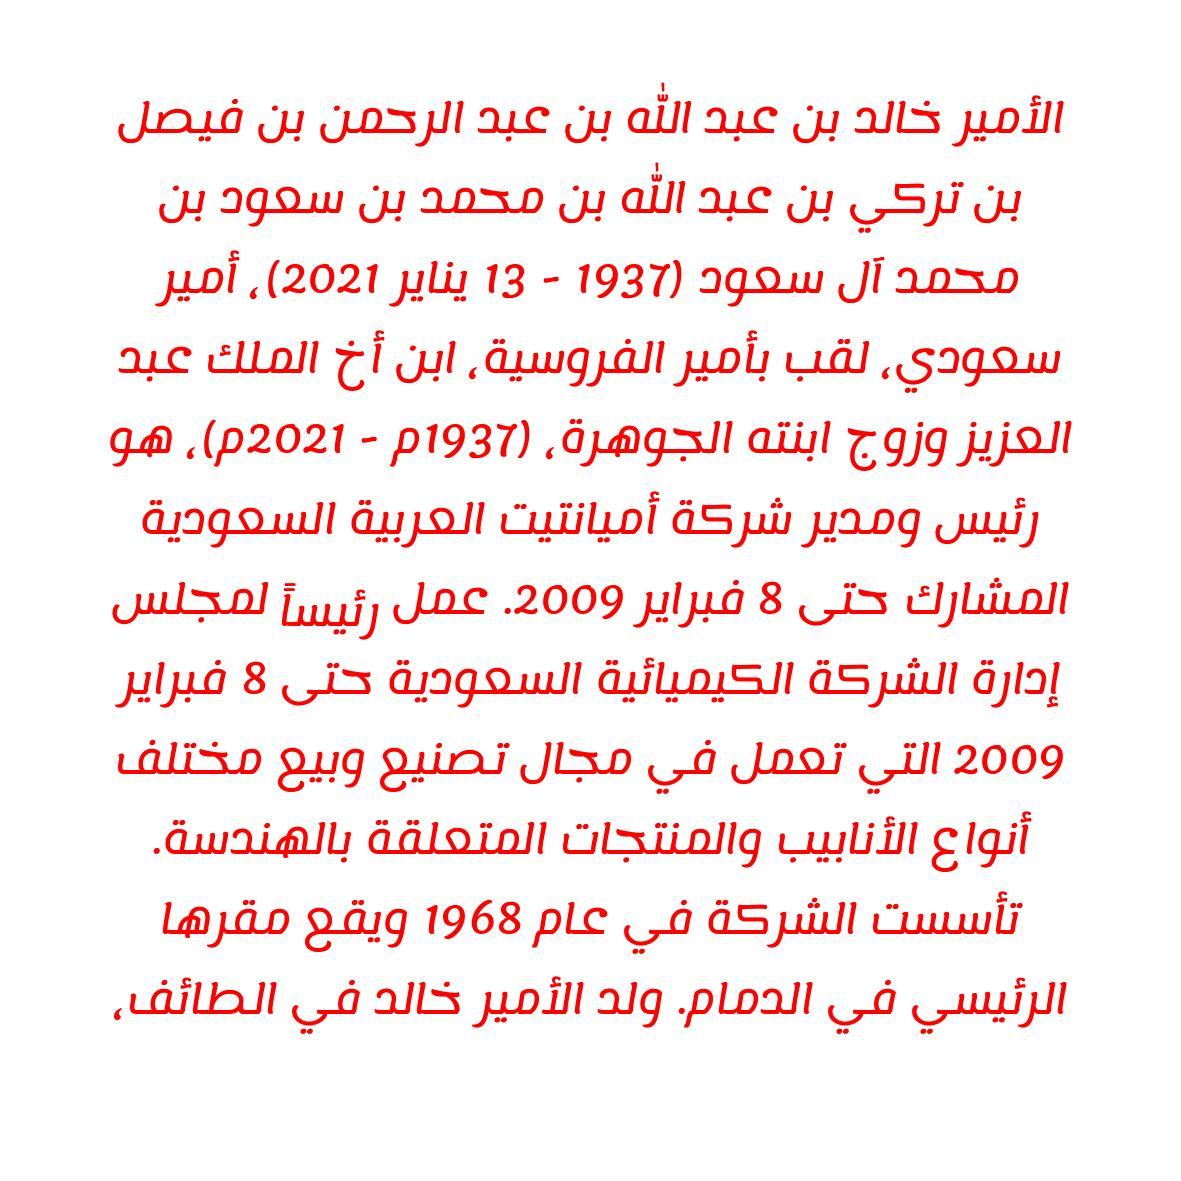 الأمير خالد بن عبد الله بن عبد الرحمن بن فيصل
بن تركي بن عبد الله بن محمد بن سعود بن
محمد آل سعود (1937 - 13 يناير 2021)، أمير
سعودي، لقب بأمير الفروسية، ابن أخ الملك عبد
العزيز وزوج ابنته الجوهرة، (1937م - 2021م)، هو
رئيس ومدير شركة أميانتيت العربية السعودية
المشارك حتى 8 فبراير 2009. عمل رئيساً لمجلس
إدارة الشركة الكيميائية السعودية حتى 8 فبراير
2009 التي تعمل في مجال تصنيع وبيع مختلف
أنواع الأنابيب والمنتجات المتعلقة بالهندسة.
تأسست الشركة في عام 1968 ويقع مقرها
الرئيسي في الدمام. ولد الأمير خالد في الطائف،